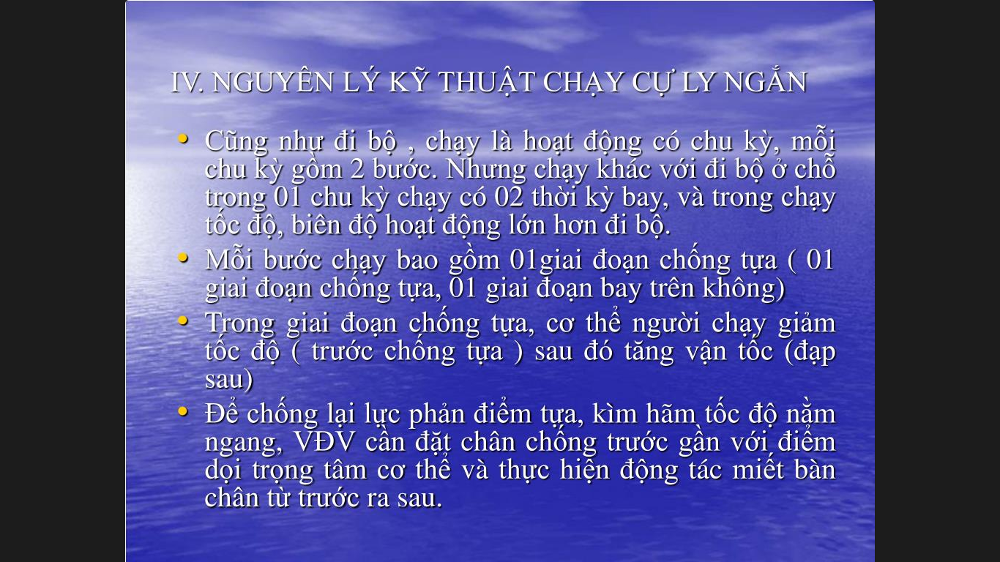 IV. NGUYÊN LÝ KỸ THUẬT CHẠY CỰ LY NGẮN
• Cũng như đi bộ , chạy là hoạt động có chu kỳ, mỗi
chu kỳ gồm 2 bước. Nhưng chạy khác với đi bộ ở chỗ
trong 01 chu kỳ chạy có 02 thời kỳ bay, và trong chạy
tốc độ, biên độ hoạt động lớn hơn đi bộ.
• Mỗi bước chạy bao gồm 01giai đoạn chống tựa ( 01
giai đoạn chống tựa, 01 giai đoạn bay trên không)
• Trong giai đoạn chống tựa, cơ thể người chạy giảm
tốc độ ( trước chống tựa ) sau đó tăng vận tốc (đạp
sau)
• Để chống lại lực phản điểm tựa, kìm hãm tốc độ nằm
ngang, VĐV cần đặt chân chống trước gần với điểm
dọi trọng tâm cơ thể và thực hiện động tác miết bàn
chân từ trước ra sau.